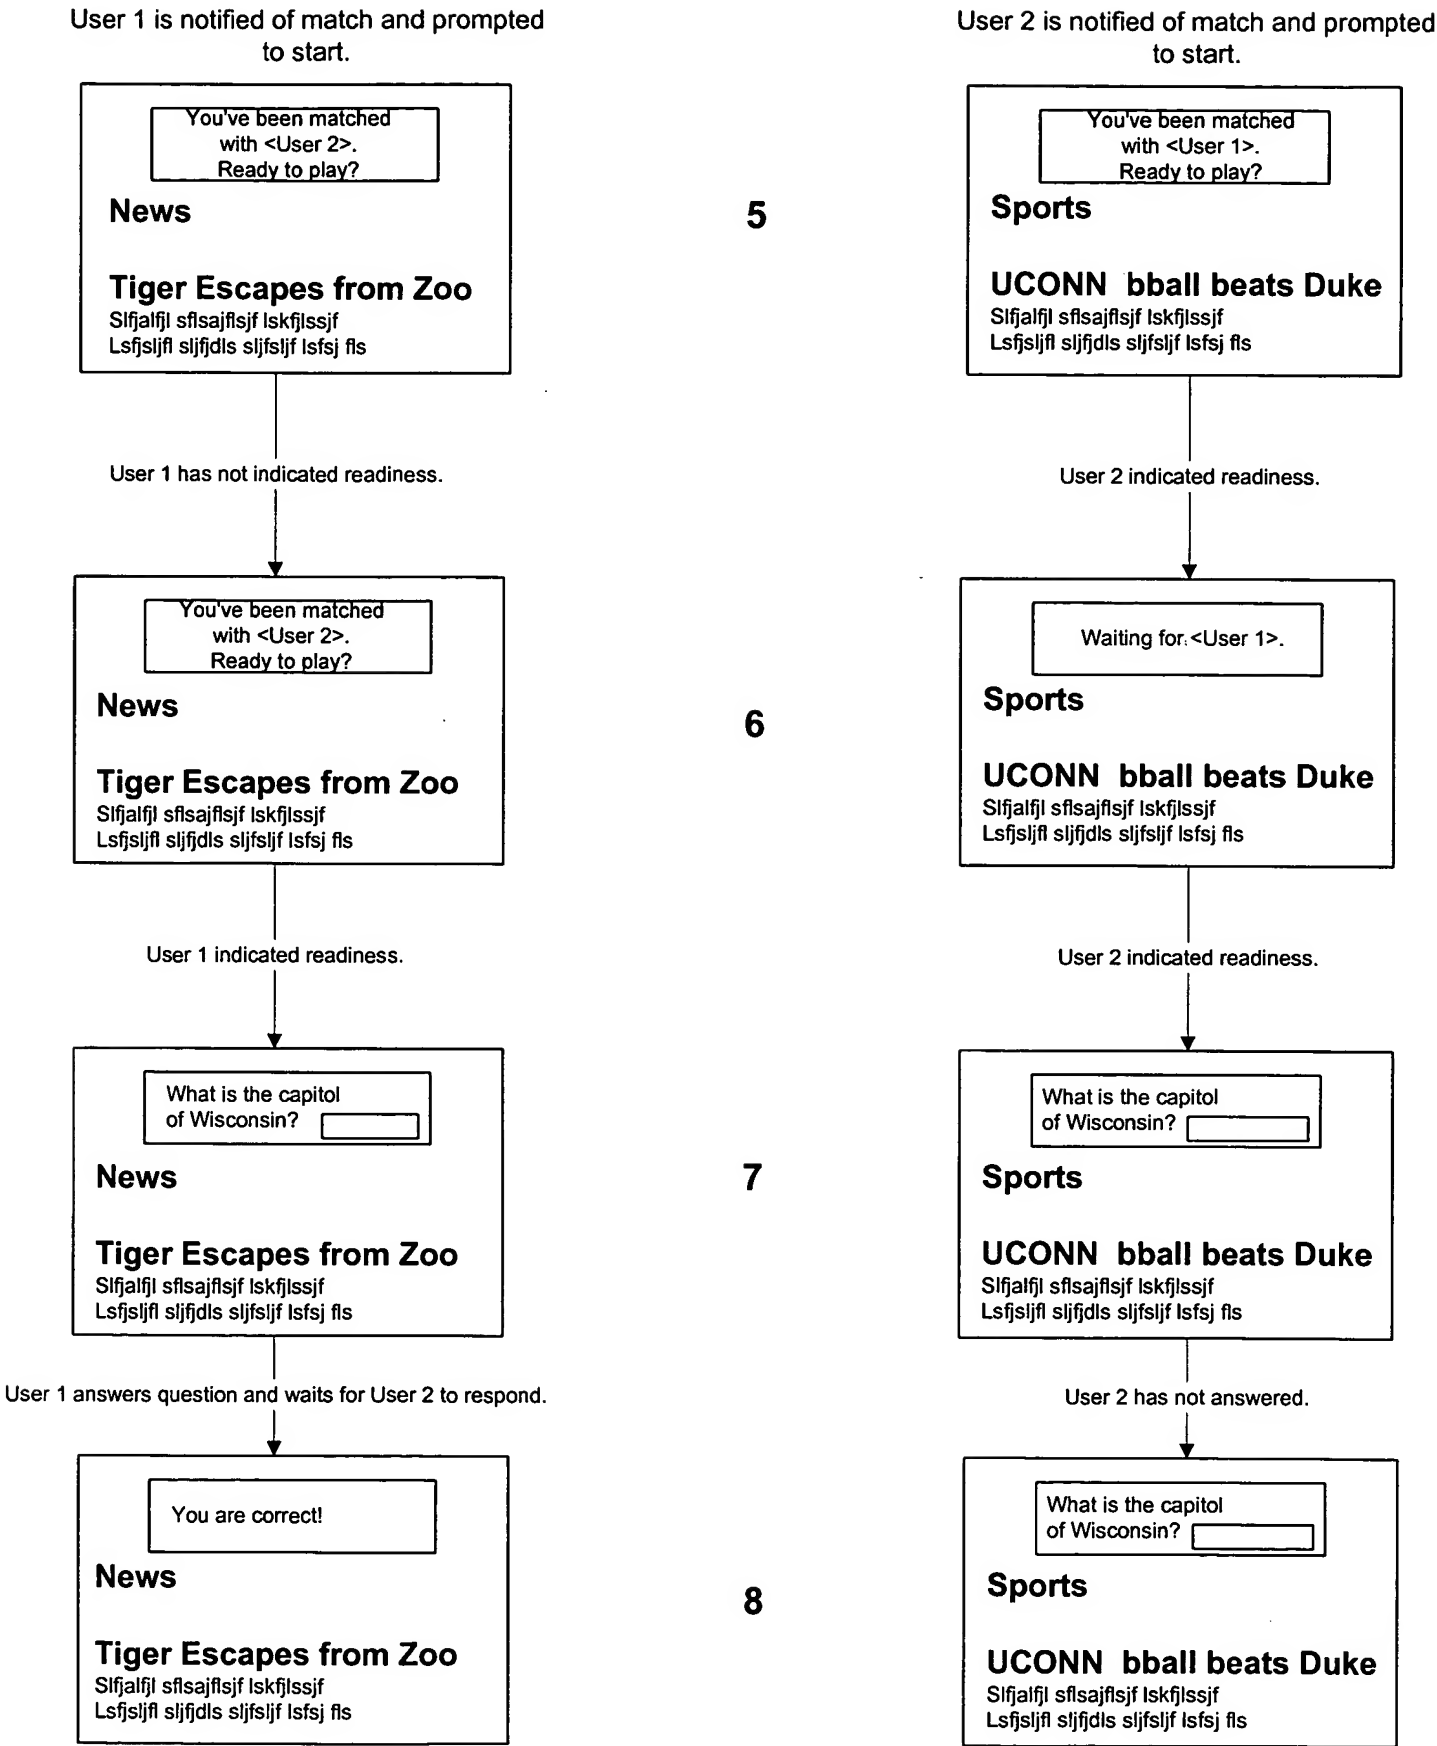 User 1 is notified of match and prompted
to start.
User 2 is notified of match and prompted
to start.
You've been matched
with <User 2>.
Ready to play?
News
Tiger Escapes from Zoo
Slfjalfjl sflsajflsjf lskfjlssjf
Lsfjsljfl sljfjdls sljfsljf lsfsj fls
5
You've been matched
with <User 1>.
Ready to play?
Sports
UCONN bball beats Duke
Slfjalfjl sflsajflsjf lskfjlssjf
Lsfjsljfl sljfjdls sljfsljf lsfsj fls
User 1 has not indicated readiness.
User 2 indicated readiness.
You've been matched
with <User 2>.
Ready to play?
News
Tiger Escapes from Zoo
Slfjalfjl sflsajflsjf lskfjlssjf
Lsfjsljfl sljfjdls sljfsljf lsfsj fls
6
Waiting for <User 1>.
Sports
UCONN bball beats Duke
Slfjalfjl sflsajflsjf lskfjlssjf
Lsfjsljfl sljfjdls sljfsljf lsfsj fls
User 1 indicated readiness.
User 2 indicated readiness.
What is the capitol
of Wisconsin?
News
Tiger Escapes from Zoo
Slfjalfjl sflsajflsjf lskfjlssjf
Lsfjsljfl sljfjdls sljfsljf lsfsj fls
7
What is the capitol
of Wisconsin?
Sports
UCONN bball beats Duke
Slfjalfjl sflsajflsjf lskfjlssjf
Lsfjsljfl sljfjdls sljfsljf lsfsj fls
User 1 answers question and waits for User 2 to respond.
User 2 has not answered.
You are correct!
News
Tiger Escapes from Zoo
Slfjalfjl sflsajflsjf lskfjlssjf
Lsfjsljfl sljfjdls sljfsljf lsfsj fls
8
What is the capitol
of Wisconsin?
Sports
UCONN bball beats Duke
Slfjalfjl sflsajflsjf lskfjlssjf
Lsfjsljfl sljfjdls sljfsljf lsfsj fls